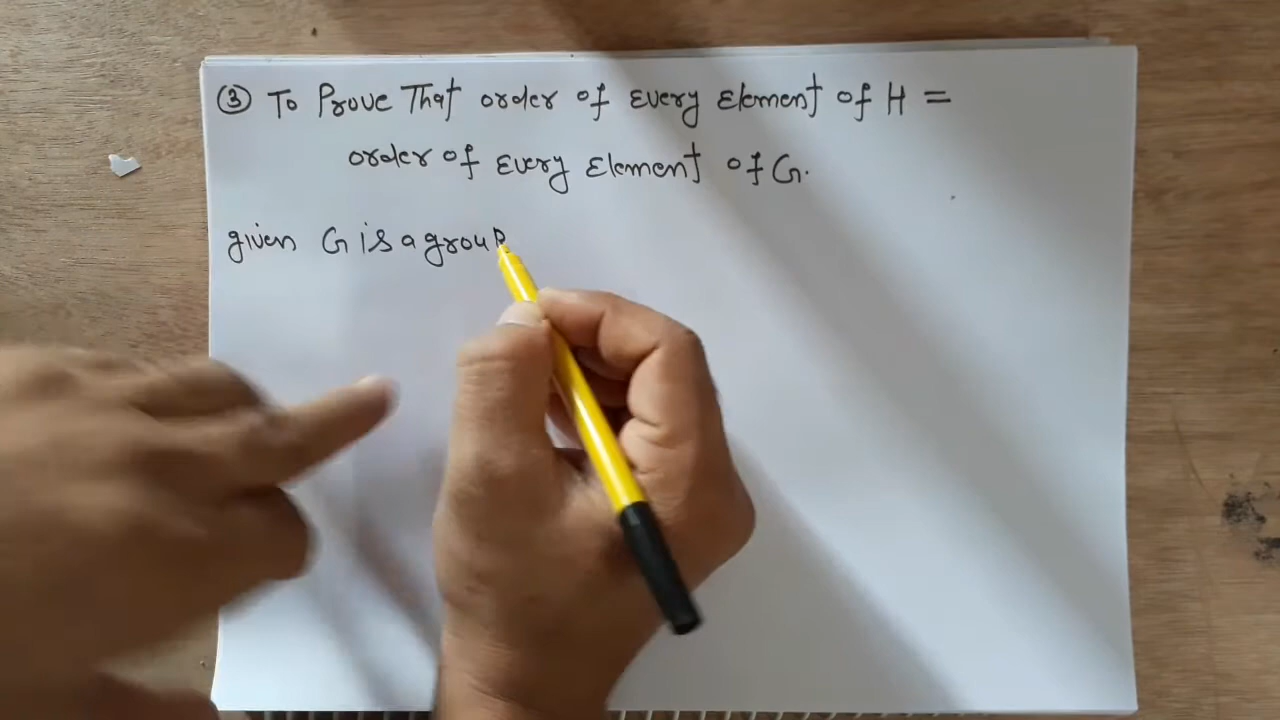 ③ To Prove That order of Every Element of H =
order of Every Element of G.
given G is a group